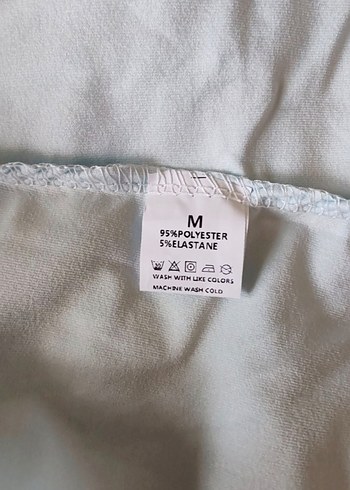 M
95%POLYESTER
5%ELASTANE
WASH WITH LIKE COLORS
MACHINE WASH COLD